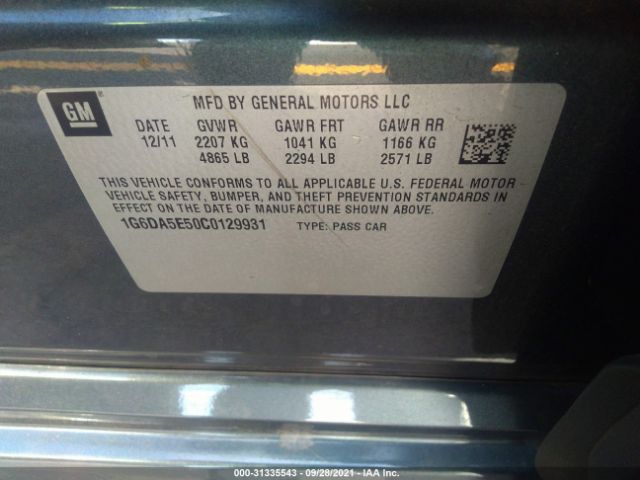 GM
MFD BY GENERAL MOTORS LLC
DATE GVWR GAWR FRT GAWR RR
12/11 2207 KG 1041 KG 1166 KG
4865 LB 2294 LB 2571 LB
THIS VEHICLE CONFORMS TO ALL APPLICABLE U.S. FEDERAL MOTOR
VEHICLE SAFETY, BUMPER, AND THEFT PREVENTION STANDARDS IN
EFFECT ON THE DATE OF MANUFACTURE SHOWN ABOVE.
1G6DA5E50C0129931 TYPE: PASS CAR
000-31335543 - 09/28/2021 - IAA Inc.